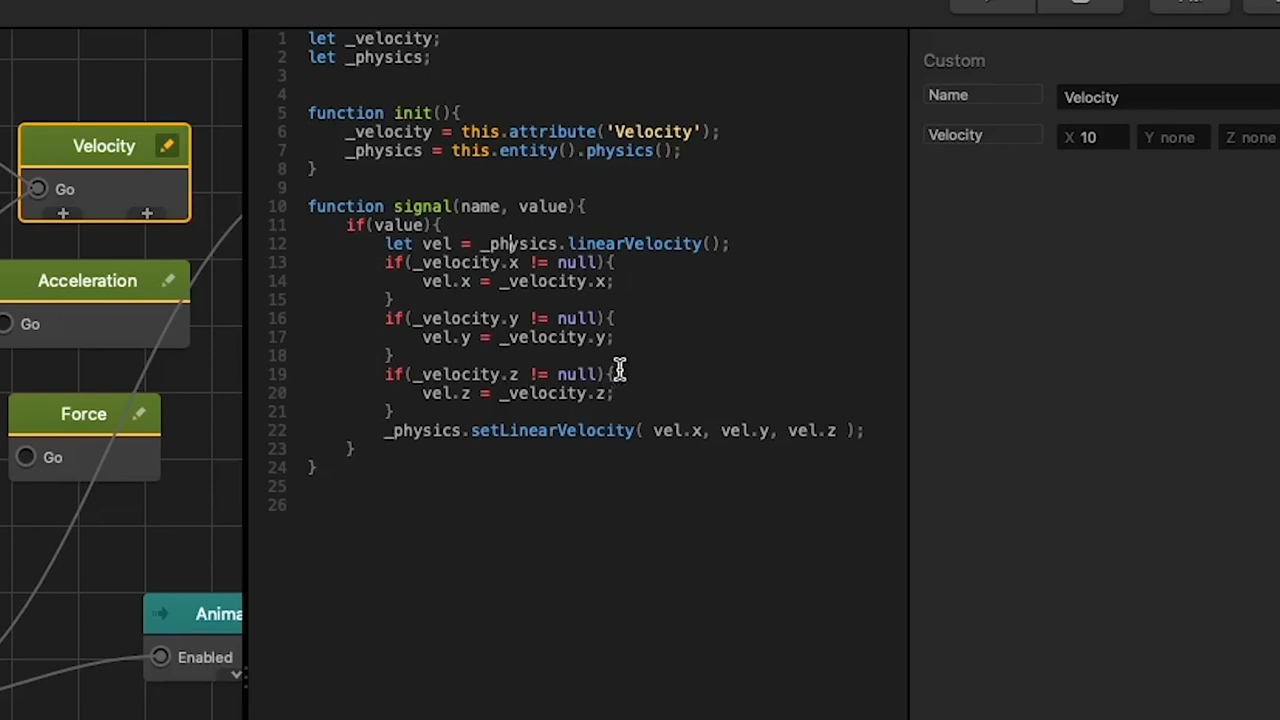 Velocity
Go
Acceleration
Go
Force
Go
Anima
Enabled
1 let _velocity;
2 let _physics;
3
4
5 function init(){
6 _velocity = this.attribute('Velocity');
7 _physics = this.entity().physics();
8 }
9
10 function signal(name, value){
11 if(value){
12 let vel = _physics.linearVelocity();
13 if(_velocity.x != null){
14 vel.x = _velocity.x;
15 }
16 if(_velocity.y != null){
17 vel.y = _velocity.y;
18 }
19 if(_velocity.z != null){
20 vel.z = _velocity.z;
21 }
22 _physics.setLinearVelocity( vel.x, vel.y, vel.z );
23 }
24 }
25
26
Custom
Name Velocity
Velocity X 10 Y none Z none